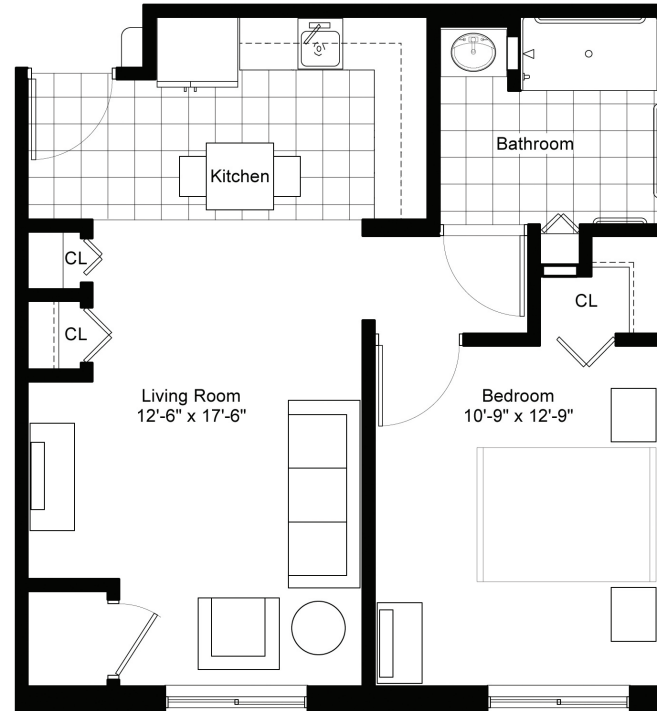 Bathroom
Kitchen
CL
CL
CL
Living Room
12'-6" x 17'-6"
Bedroom
10'-9" x 12'-9"